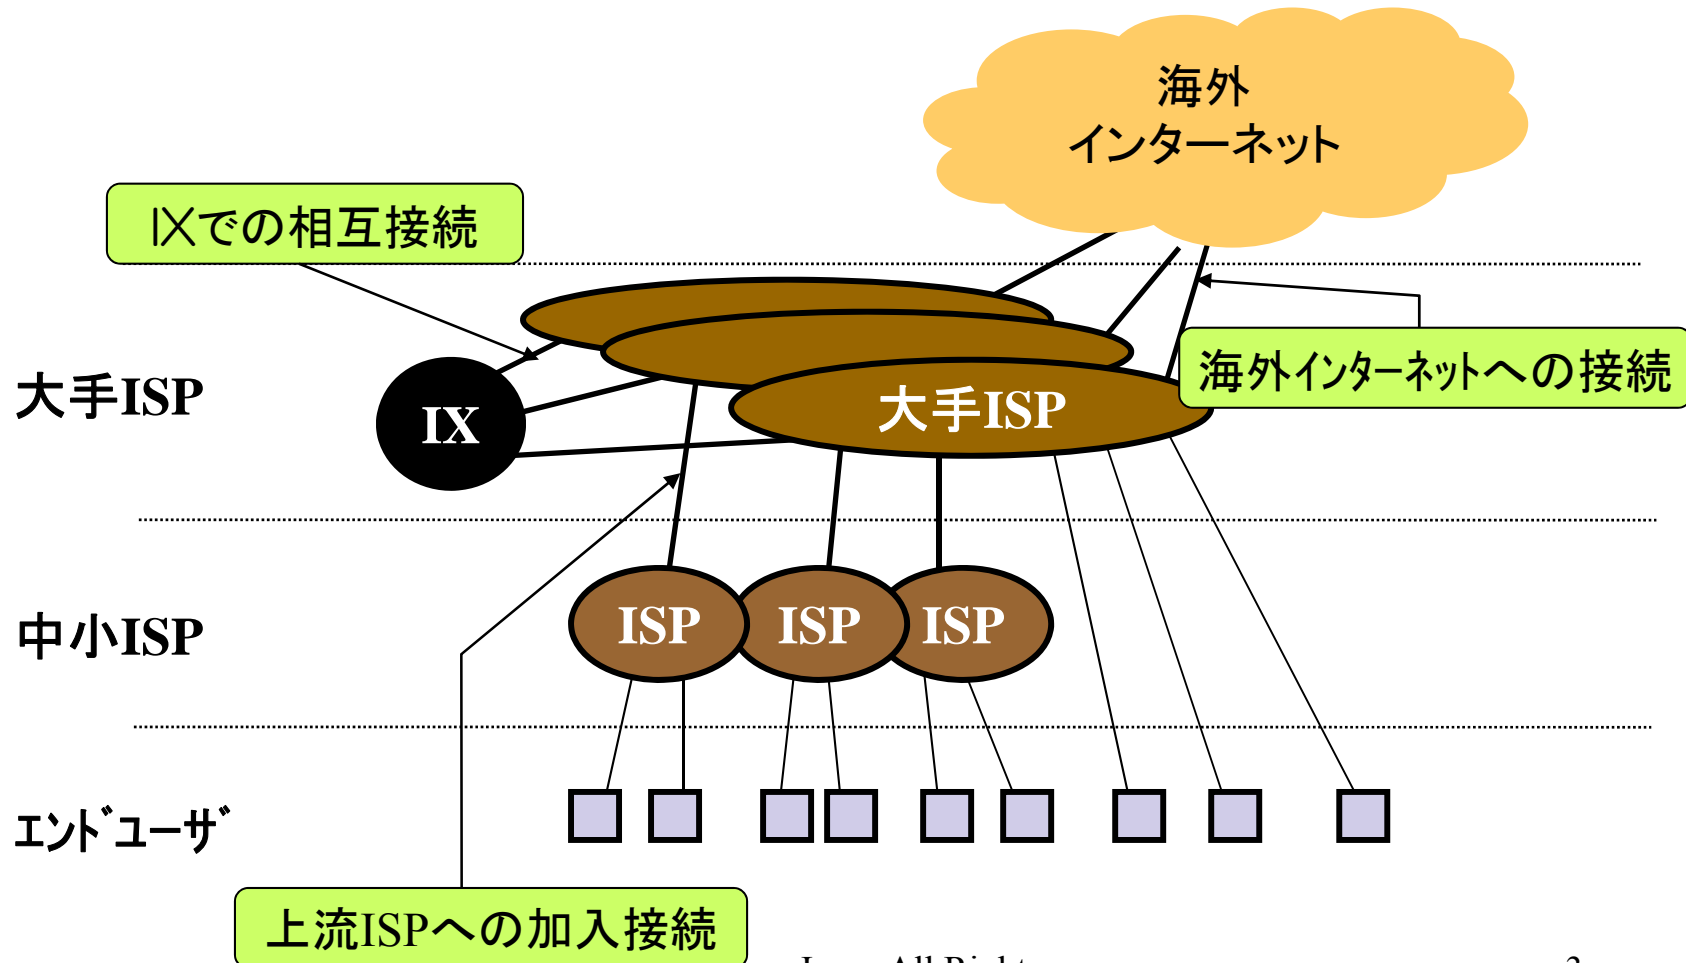 海外
インターネット
IXでの相互接続
海外インターネットへの接続
大手ISP
IX
大手ISP
中小ISP
ISP
ISP
ISP
エンドユーザ
上流ISPへの加入接続